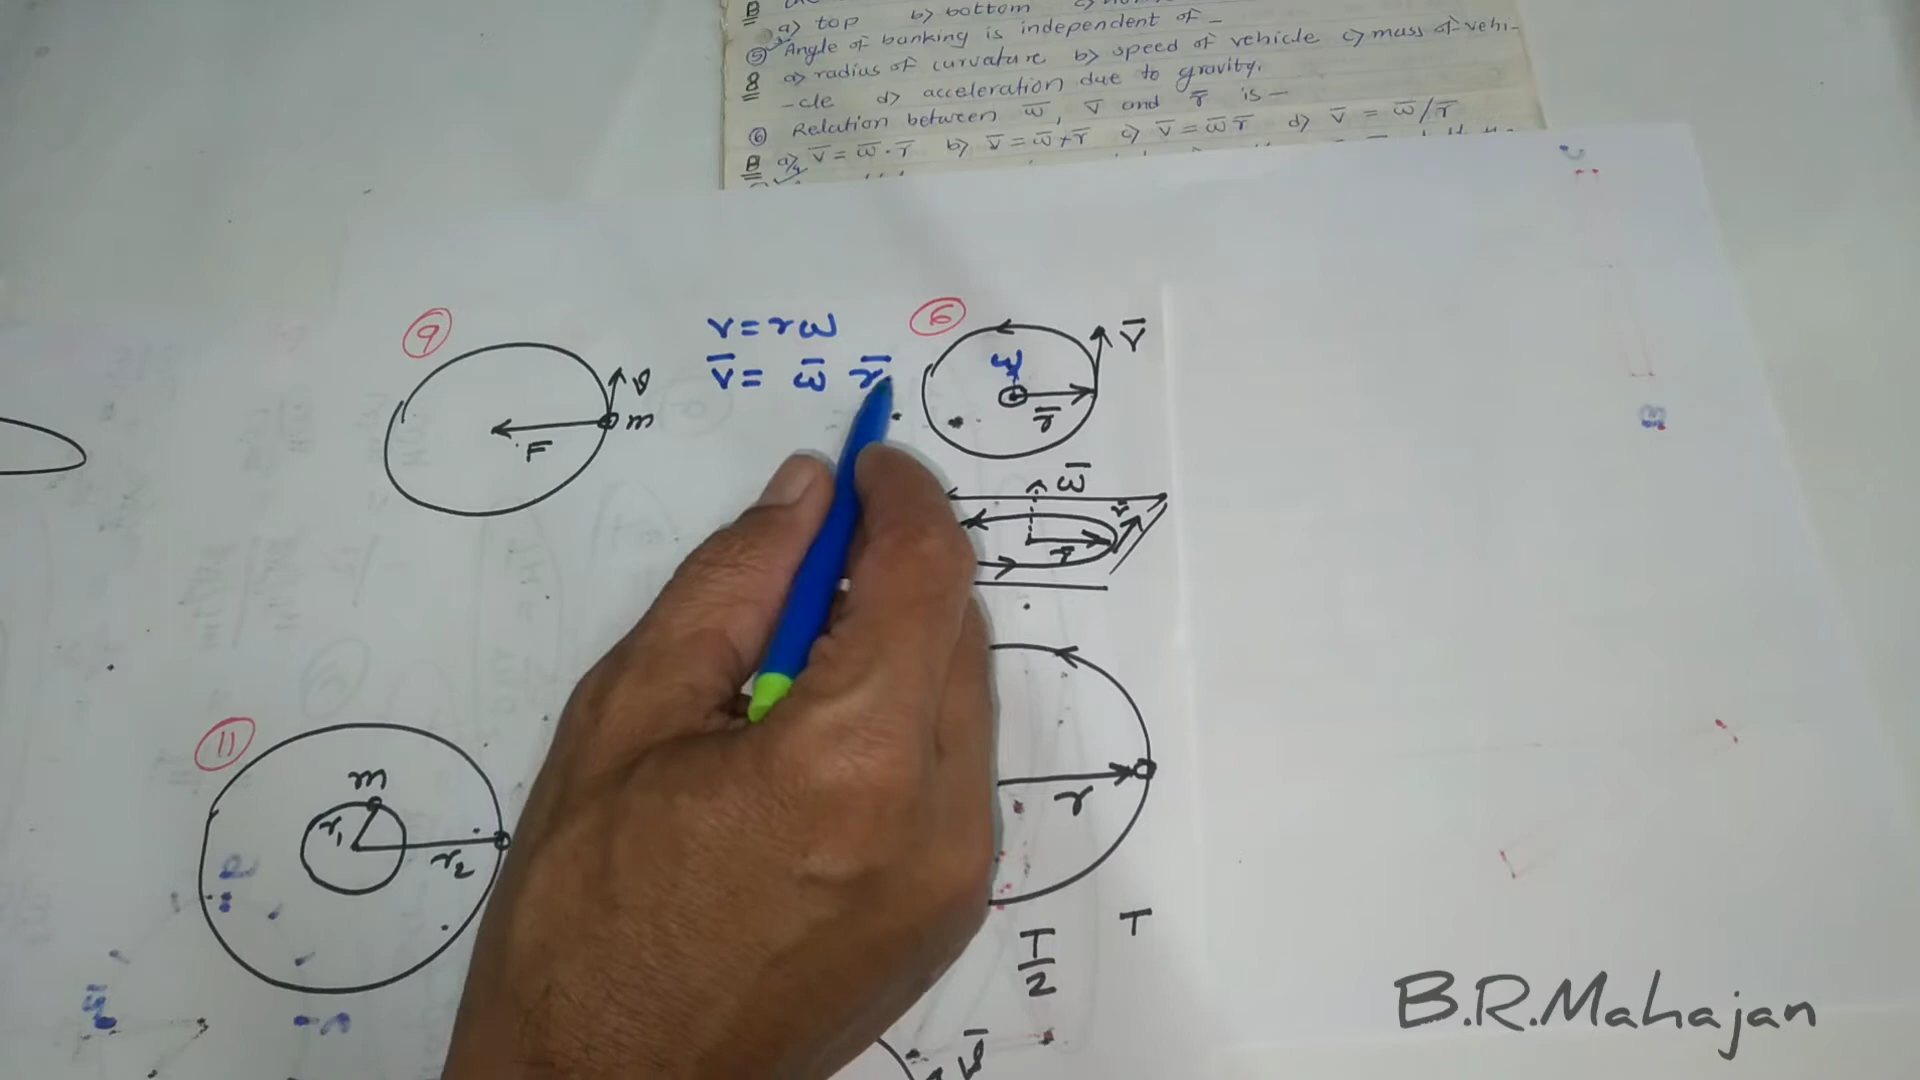 B
a) top b) bottom
⑤ Angle of banking is independent of -
8 a) radius of curvature b) speed of vehicle c) mass of vehi-
-cle d) acceleration due to gravity.
⑥ Relation between ω̅, v̅ and r̅ is -
B a) v̅ = ω̅ · r̅ b) v̅ = ω̅ + r̅ c) v̅ = ω̅ r̅ d) v̅ = ω̅ / r̅
⑨
v
m
F
v = rω
v̅ = ω̅ r̅
⑥
v̅
ω
r̅
ω̅
v̅
r̅
⑪
m
r₁
r₂
r
T/2
T
B.R.Mahajan